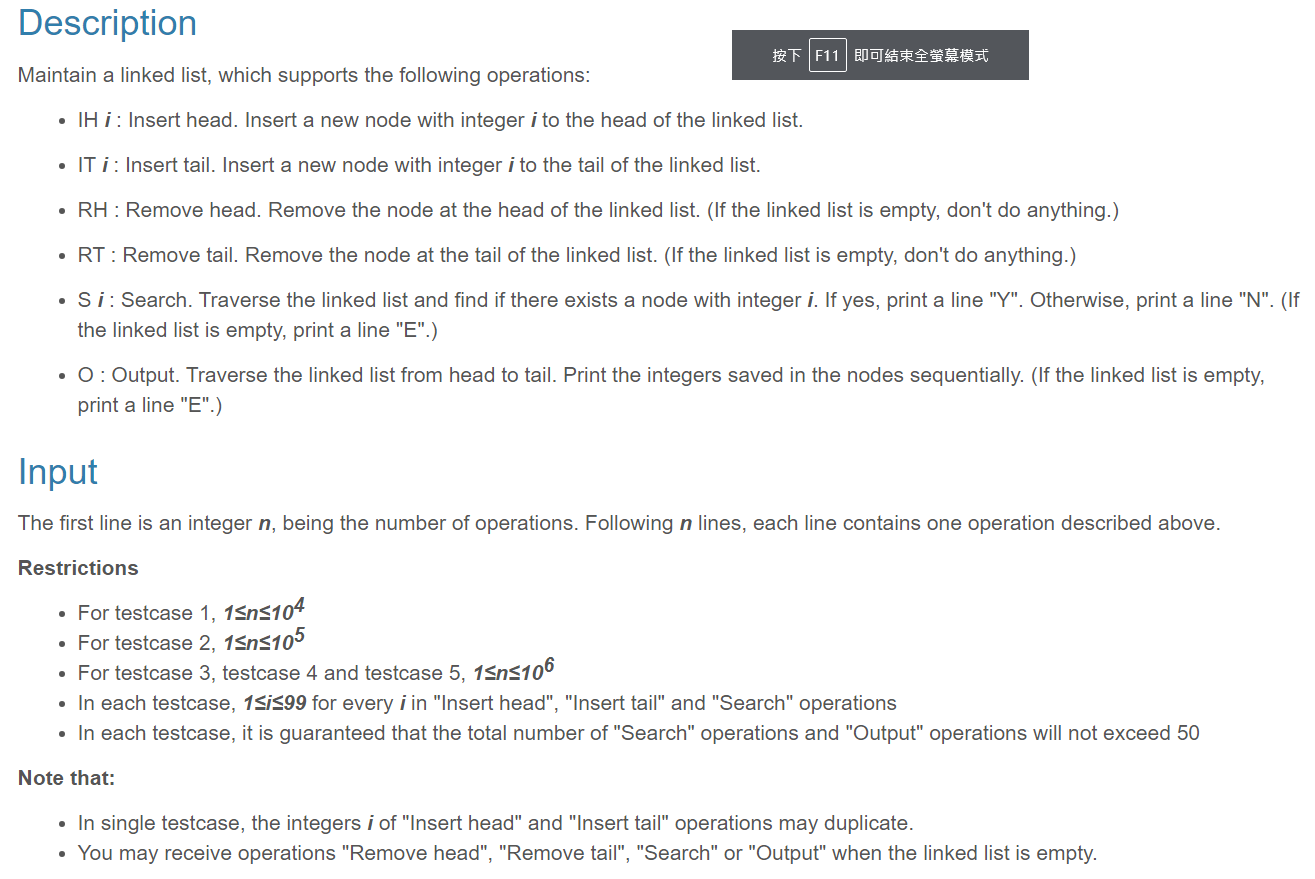 Description
按下 F11 即可結束全螢幕模式
Maintain a linked list, which supports the following operations:
• IH i : Insert head. Insert a new node with integer i to the head of the linked list.
• IT i : Insert tail. Insert a new node with integer i to the tail of the linked list.
• RH : Remove head. Remove the node at the head of the linked list. (If the linked list is empty, don't do anything.)
• RT : Remove tail. Remove the node at the tail of the linked list. (If the linked list is empty, don't do anything.)
• S i : Search. Traverse the linked list and find if there exists a node with integer i. If yes, print a line "Y". Otherwise, print a line "N". (If
the linked list is empty, print a line "E".)
• O : Output. Traverse the linked list from head to tail. Print the integers saved in the nodes sequentially. (If the linked list is empty,
print a line "E".)
Input
The first line is an integer n, being the number of operations. Following n lines, each line contains one operation described above.
Restrictions
• For testcase 1, 1≤n≤10⁴
• For testcase 2, 1≤n≤10⁵
• For testcase 3, testcase 4 and testcase 5, 1≤n≤10⁶
• In each testcase, 1≤i≤99 for every i in "Insert head", "Insert tail" and "Search" operations
• In each testcase, it is guaranteed that the total number of "Search" operations and "Output" operations will not exceed 50
Note that:
• In single testcase, the integers i of "Insert head" and "Insert tail" operations may duplicate.
• You may receive operations "Remove head", "Remove tail", "Search" or "Output" when the linked list is empty.